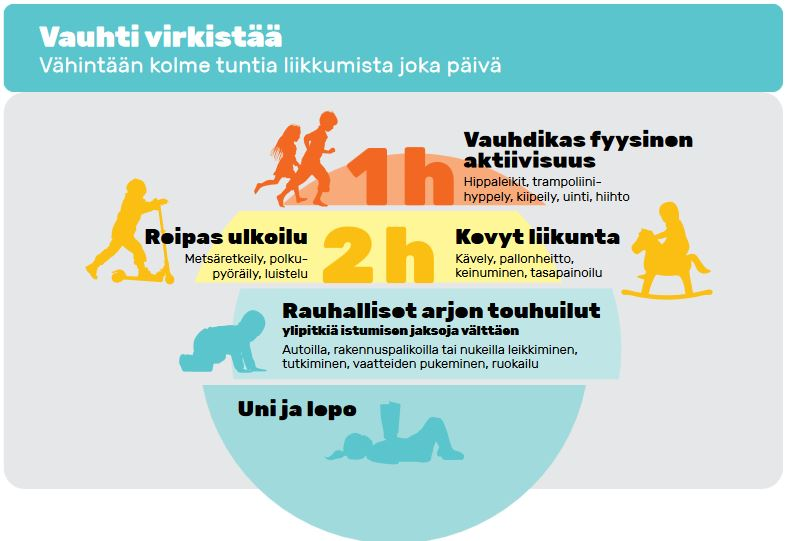 Vauhti virkistää
Vähintään kolme tuntia liikkumista joka päivä
1h
Vauhdikas fyysinen
aktiivisuus
Hippaleikit, trampoliini-
hyppely, kiipeily, uinti, hiihto
Reipas ulkoilu
Metsäretkeily, polku-
pyöräily, luistelu
2h
Kevyt liikunta
Kävely, pallonheitto,
keinuminen, tasapainoilu
Rauhalliset arjen touhuilut
ylipitkiä istumisen jaksoja välttäen
Autoilla, rakennuspalikoilla tai nukeilla leikkiminen,
tutkiminen, vaatteiden pukeminen, ruokailu
Uni ja lepo